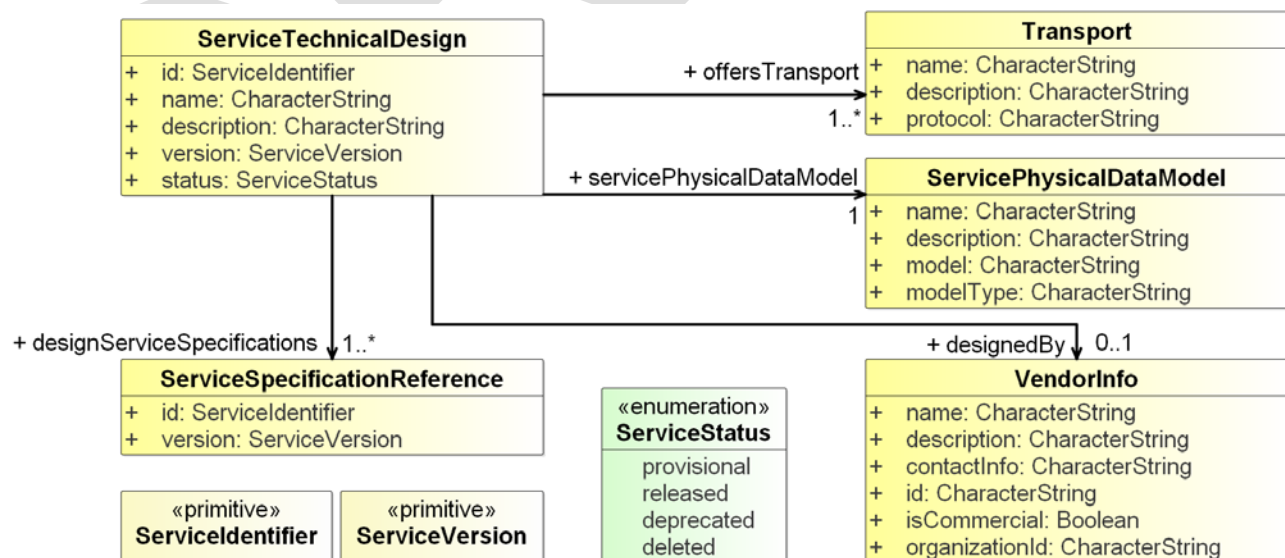 ServiceTechnicalDesign
+ id: ServiceIdentifier
+ name: CharacterString
+ description: CharacterString
+ version: ServiceVersion
+ status: ServiceStatus
+ offersTransport
1..*
Transport
+ name: CharacterString
+ description: CharacterString
+ protocol: CharacterString
+ servicePhysicalDataModel
1
ServicePhysicalDataModel
+ name: CharacterString
+ description: CharacterString
+ model: CharacterString
+ modelType: CharacterString
+ designServiceSpecifications
1..*
+ designedBy
0..1
ServiceSpecificationReference
+ id: ServiceIdentifier
+ version: ServiceVersion
«enumeration»
ServiceStatus
provisional
released
deprecated
deleted
VendorInfo
+ name: CharacterString
+ description: CharacterString
+ contactInfo: CharacterString
+ id: CharacterString
+ isCommercial: Boolean
+ organizationId: CharacterString
«primitive»
ServiceIdentifier
«primitive»
ServiceVersion